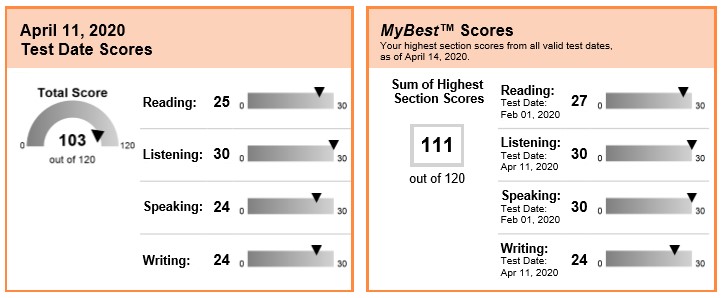 April 11, 2020
Test Date Scores
Total Score
0
103
120
out of 120
Reading: 25 0 30
Listening: 30 0 30
Speaking: 24 0 30
Writing: 24 0 30
MyBest™ Scores
Your highest section scores from all valid test dates,
as of April 14, 2020.
Sum of Highest
Section Scores
111
out of 120
Reading: 27 0 30
Test Date:
Feb 01, 2020
Listening: 30 0 30
Test Date:
Apr 11, 2020
Speaking: 30 0 30
Test Date:
Feb 01, 2020
Writing: 24 0 30
Test Date:
Apr 11, 2020